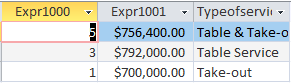 Expr1000 Expr1001 Typeofservic
5 $756,400.00 Table & Take-o
3 $792,000.00 Table Service
1 $700,000.00 Take-out